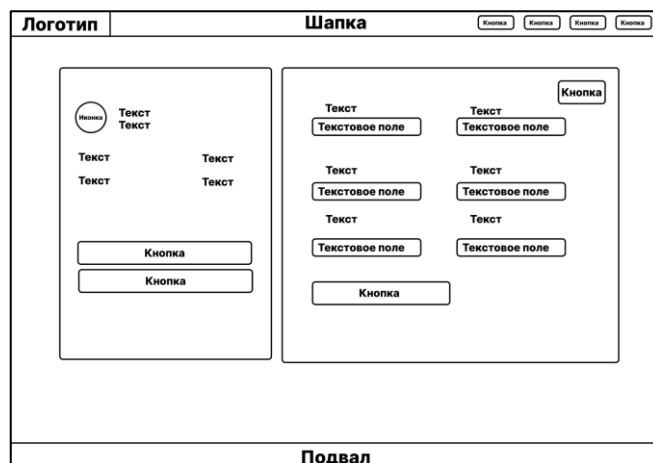 Логотип
Шапка
Кнопка Кнопка Кнопка Кнопка
Иконка
Текст
Текст
Текст Текст
Текст Текст
Кнопка
Кнопка
Кнопка
Текст Текст
Текстовое поле Текстовое поле
Текст Текст
Текстовое поле Текстовое поле
Текст Текст
Текстовое поле Текстовое поле
Кнопка
Подвал